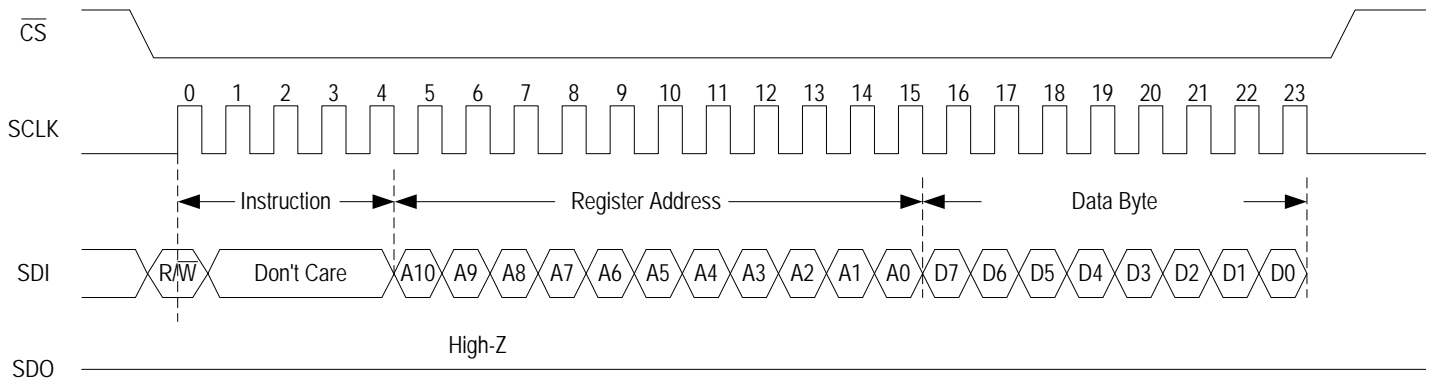 CS
0 1 2 3 4 5 6 7 8 9 10 11 12 13 14 15 16 17 18 19 20 21 22 23
SCLK
Instruction Register Address Data Byte
SDI R/W Don't Care A10 A9 A8 A7 A6 A5 A4 A3 A2 A1 A0 D7 D6 D5 D4 D3 D2 D1 D0
High-Z
SDO